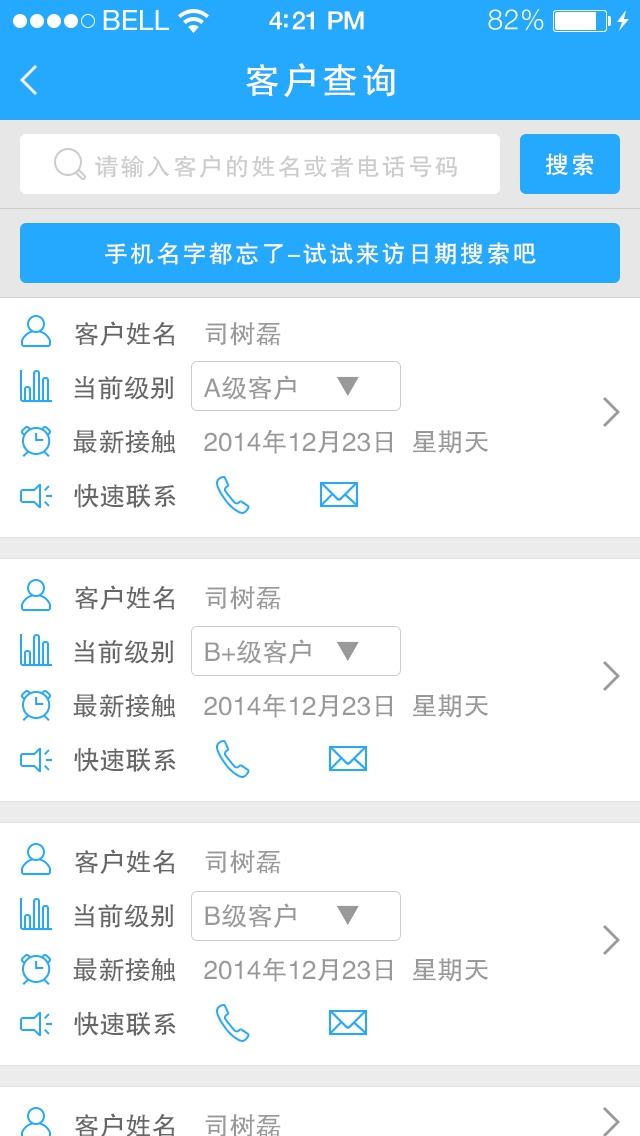 BELL 4:21 PM 82%
客户查询
请输入客户的姓名或者电话号码 搜索
手机名字都忘了-试试来访日期搜索吧
客户姓名 司树磊
当前级别 A级客户
最新接触 2014年12月23日 星期天
快速联系
客户姓名 司树磊
当前级别 B+级客户
最新接触 2014年12月23日 星期天
快速联系
客户姓名 司树磊
当前级别 B级客户
最新接触 2014年12月23日 星期天
快速联系
客户姓名 司树磊